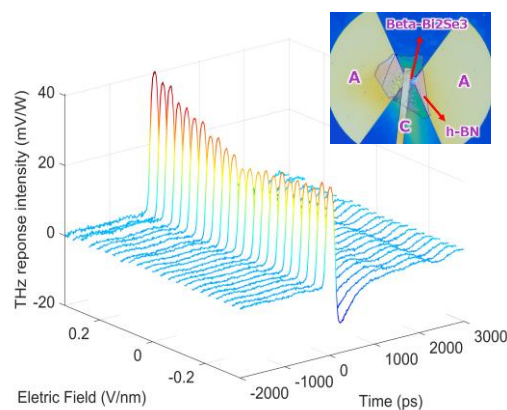 Beta-Bi2Se3
A
A
C
h-BN
THz reponse intensity (mV/W)
40
20
0
-20
0.2
0
-0.2
Eletric Field (V/nm)
-2000
-1000
0
1000
2000
3000
Time (ps)